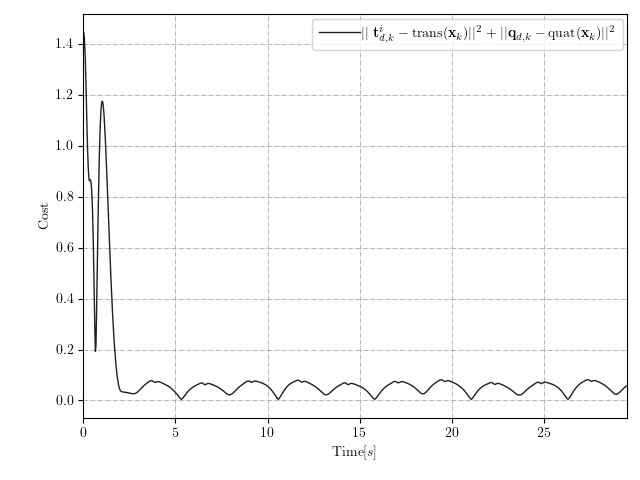 || t^i_{d,k} − trans(x_k)||² + ||q_{d,k} − quat(x_k)||²
1.4
1.2
1.0
0.8
0.6
0.4
0.2
0.0
Cost
0 5 10 15 20 25
Time[s]